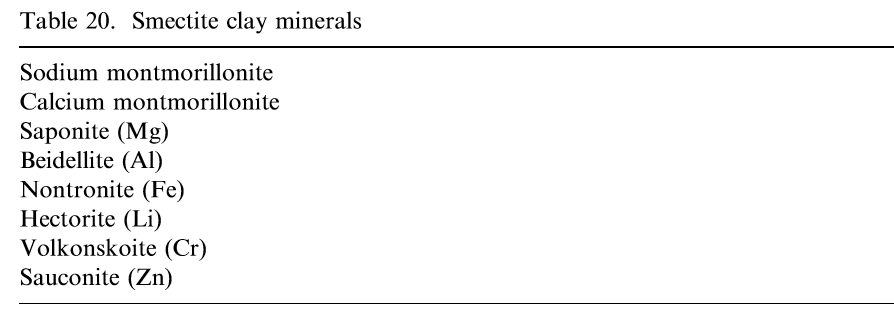 Table 20. Smectite clay minerals
Sodium montmorillonite
Calcium montmorillonite
Saponite (Mg)
Beidellite (Al)
Nontronite (Fe)
Hectorite (Li)
Volkonskoite (Cr)
Sauconite (Zn)